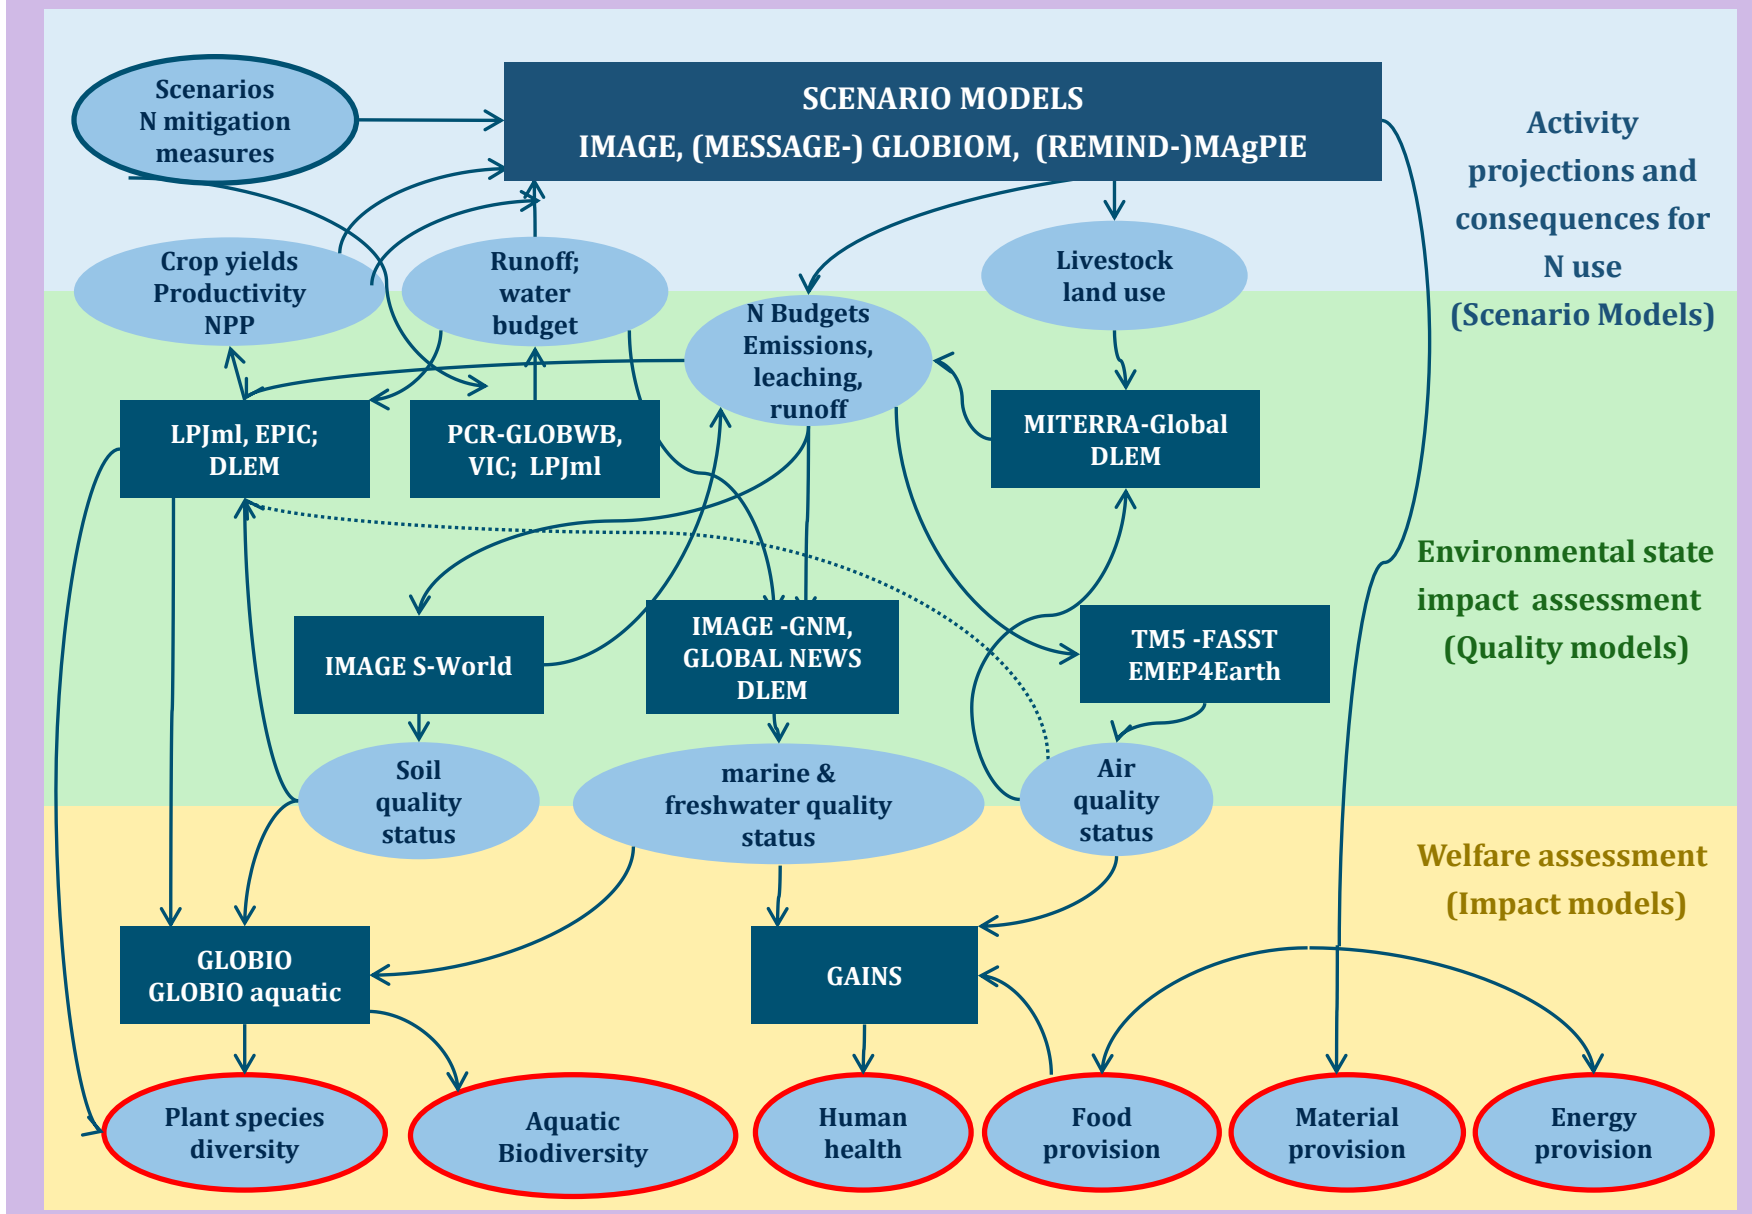 Scenarios
N mitigation
measures
SCENARIO MODELS
IMAGE, (MESSAGE-) GLOBIOM, (REMIND-)MAgPIE
Activity
projections and
consequences for
N use
(Scenario Models)
Crop yields
Productivity
NPP
Runoff;
water
budget
N Budgets
Emissions,
leaching,
runoff
Livestock
land use
LPJml, EPIC;
DLEM
PCR-GLOBWB,
VIC; LPJml
MITERRA-Global
DLEM
Environmental state
impact assessment
(Quality models)
IMAGE S-World
IMAGE -GNM,
GLOBAL NEWS
DLEM
TM5 -FASST
EMEP4Earth
Soil
quality
status
marine &
freshwater quality
status
Air
quality
status
Welfare assessment
(Impact models)
GLOBIO
GLOBIO aquatic
GAINS
Plant species
diversity
Aquatic
Biodiversity
Human
health
Food
provision
Material
provision
Energy
provision